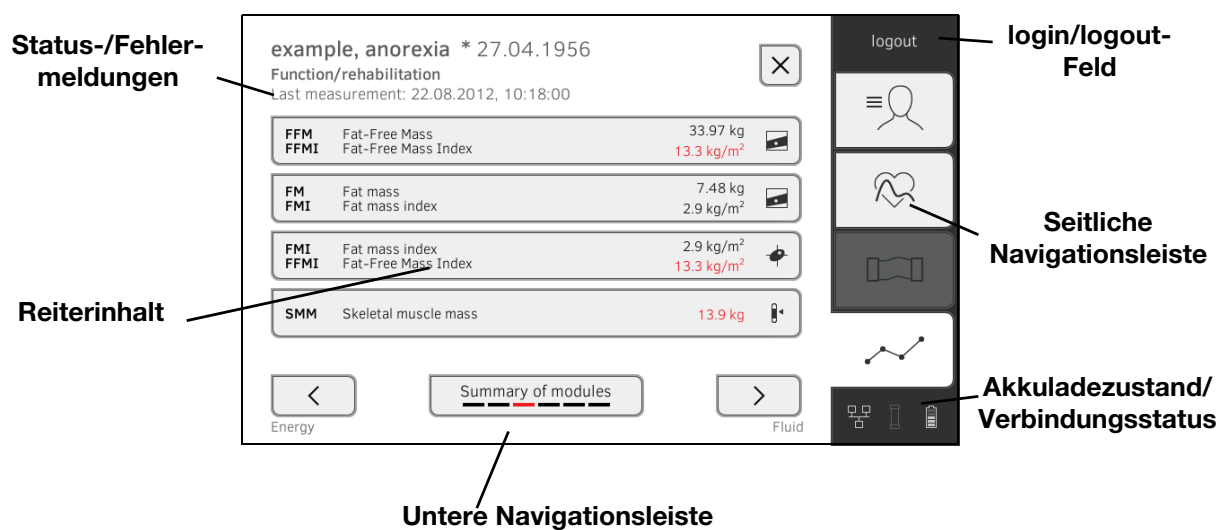 Status-/Fehler-
meldungen
example, anorexia * 27.04.1956
Function/rehabilitation
Last measurement: 22.08.2012, 10:18:00
logout
login/logout-
Feld
FFM Fat-Free Mass 33.97 kg
FFMI Fat-Free Mass Index 13.3 kg/m²
FM Fat mass 7.48 kg
FMI Fat mass index 2.9 kg/m²
FMI Fat mass index 2.9 kg/m²
FFMI Fat-Free Mass Index 13.3 kg/m²
Seitliche
Navigationsleiste
Reiterinhalt
SMM Skeletal muscle mass 13.9 kg
Summary of modules
Energy
Fluid
Akkuladezustand/
Verbindungsstatus
Untere Navigationsleiste